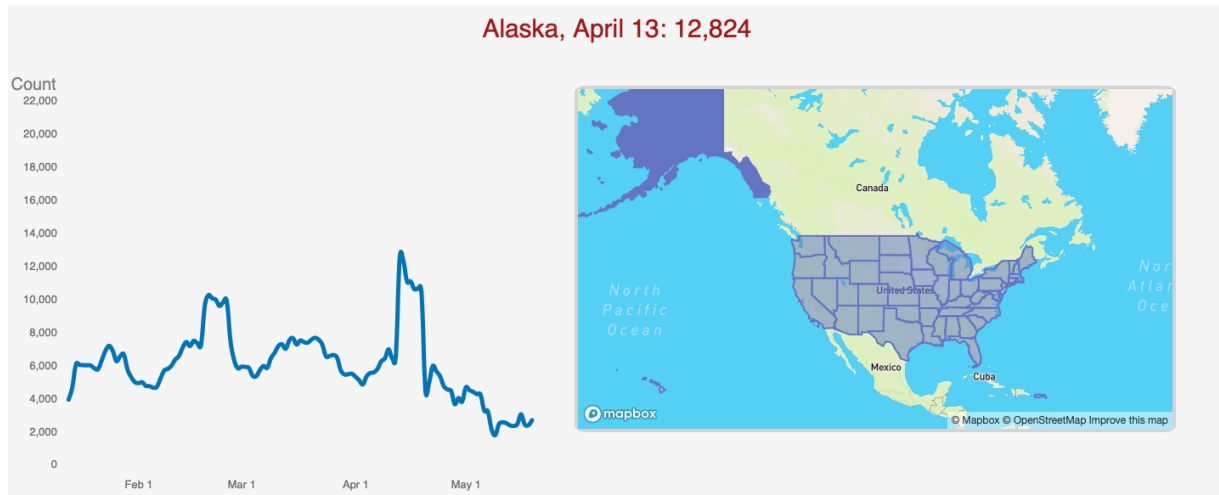 Alaska, April 13: 12,824
Count
22,000
20,000
18,000
16,000
14,000
12,000
10,000
8,000
6,000
4,000
2,000
0
Feb 1
Mar 1
Apr 1
May 1
Canada
United States
North
Pacific
Ocean
Nor
Atlan
Oce
Mexico
Cuba
mapbox
© Mapbox © OpenStreetMap Improve this map